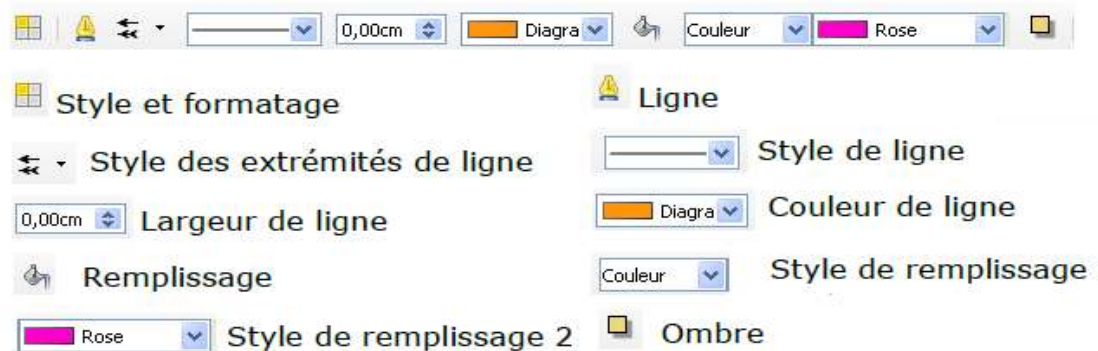 0,00cm Diagra Couleur Rose
Style et formatage Ligne
Style des extrémités de ligne Style de ligne
0,00cm Largeur de ligne Diagra Couleur de ligne
Remplissage Couleur Style de remplissage
Rose Style de remplissage 2 Ombre